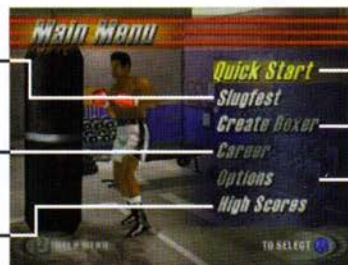 Main Menu
Quick Start
Slugfest
Create Boxer
Career
Options
High Scores
TO SELECT